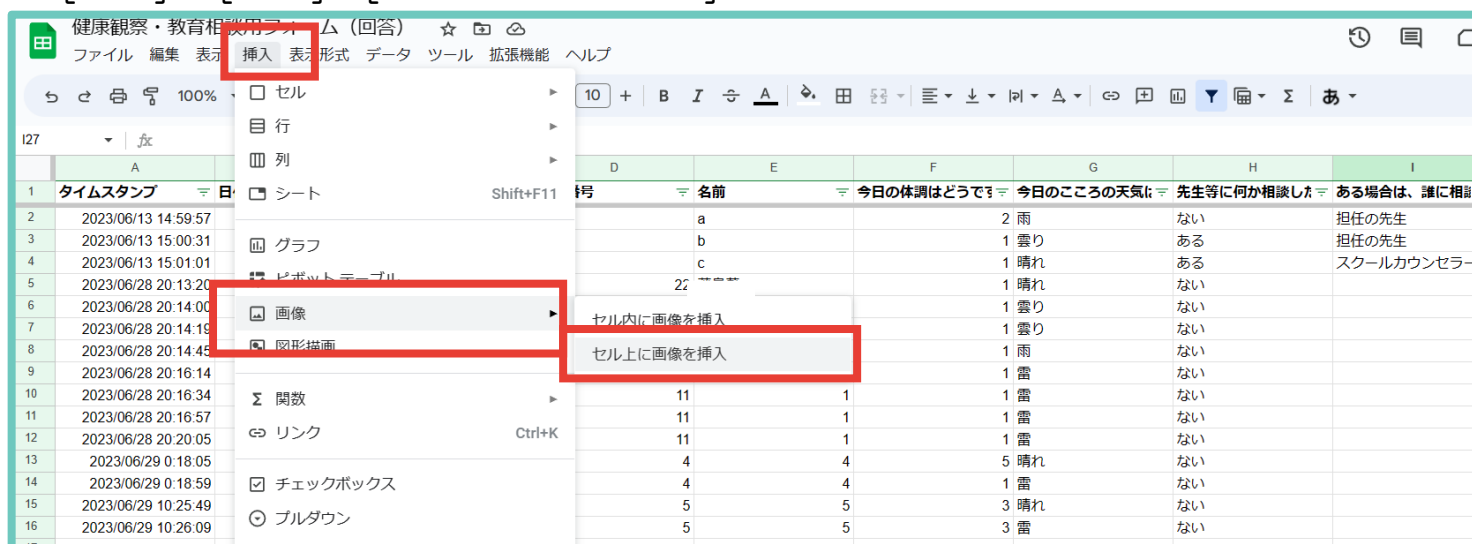 健康観察・教育相談用フォーム（回答）
ファイル 編集 表示 挿入 表示形式 データ ツール 拡張機能 ヘルプ
100% 10 + B I A あ
I27 fx
A D E F G H I
1 タイムスタンプ 番号 名前 今日の体調はどうです 今日のこころの天気は 先生等に何か相談した ある場合は、誰に相談
2 2023/06/13 14:59:57 a 2 雨 ない 担任の先生
3 2023/06/13 15:00:31 b 1 曇り ある 担任の先生
4 2023/06/13 15:01:01 c 1 晴れ ある スクールカウンセラー
5 2023/06/28 20:13:20 22 1 晴れ ない
6 2023/06/28 20:14:00 1 曇り ない
7 2023/06/28 20:14:19 1 曇り ない
8 2023/06/28 20:14:45 1 雨 ない
9 2023/06/28 20:16:14 1 雷 ない
10 2023/06/28 20:16:34 11 1 1 雷 ない
11 2023/06/28 20:16:57 11 1 1 雷 ない
12 2023/06/28 20:20:05 11 1 1 雷 ない
13 2023/06/29 0:18:05 4 4 5 晴れ ない
14 2023/06/29 0:18:59 4 4 1 雷 ない
15 2023/06/29 10:25:49 5 5 3 晴れ ない
16 2023/06/29 10:26:09 5 5 3 雷 ない
セル
行
列
シート Shift+F11
グラフ
ピボット テーブル
画像
図形描画
関数
リンク Ctrl+K
チェックボックス
プルダウン
セル内に画像を挿入
セル上に画像を挿入